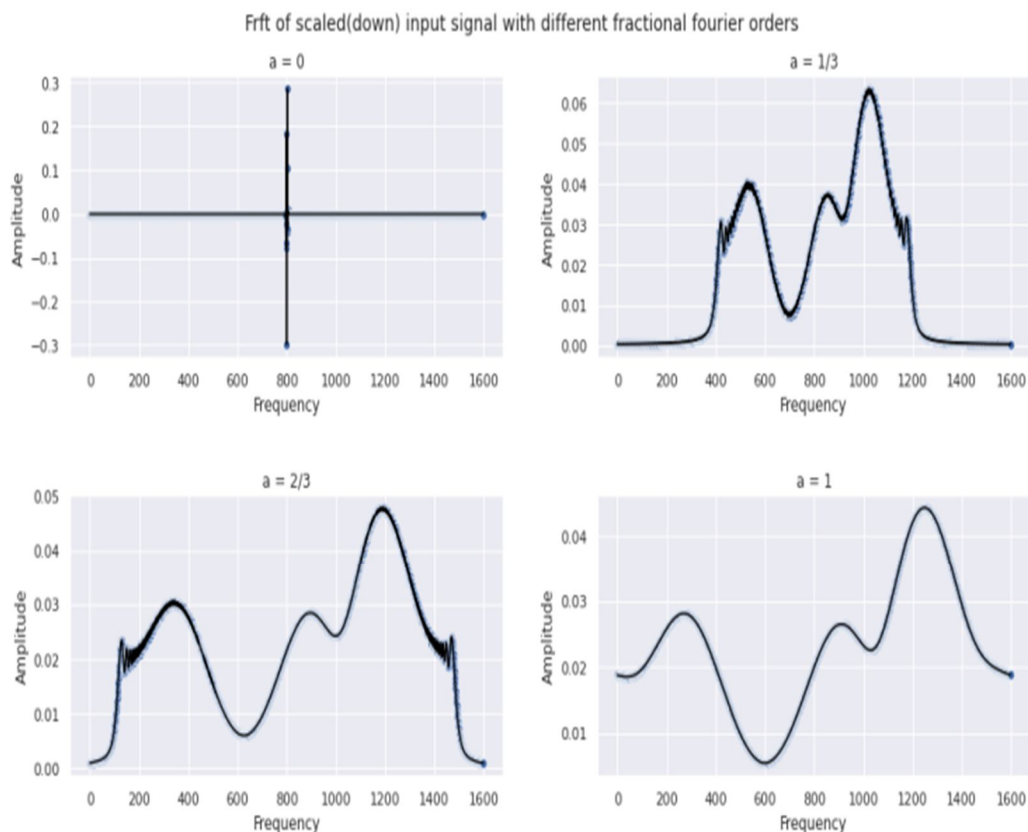 Frft of scaled(down) input signal with different fractional fourier orders
a = 0
0.3
0.2
0.1
0.0
−0.1
−0.2
−0.3
Amplitude
0 200 400 600 800 1000 1200 1400 1600
Frequency
a = 1/3
0.06
0.05
0.04
0.03
0.02
0.01
0.00
Amplitude
0 200 400 600 800 1000 1200 1400 1600
Frequency
a = 2/3
0.05
0.04
0.03
0.02
0.01
0.00
Amplitude
0 200 400 600 800 1000 1200 1400 1600
Frequency
a = 1
0.04
0.03
0.02
0.01
Amplitude
0 200 400 600 800 1000 1200 1400 1600
Frequency